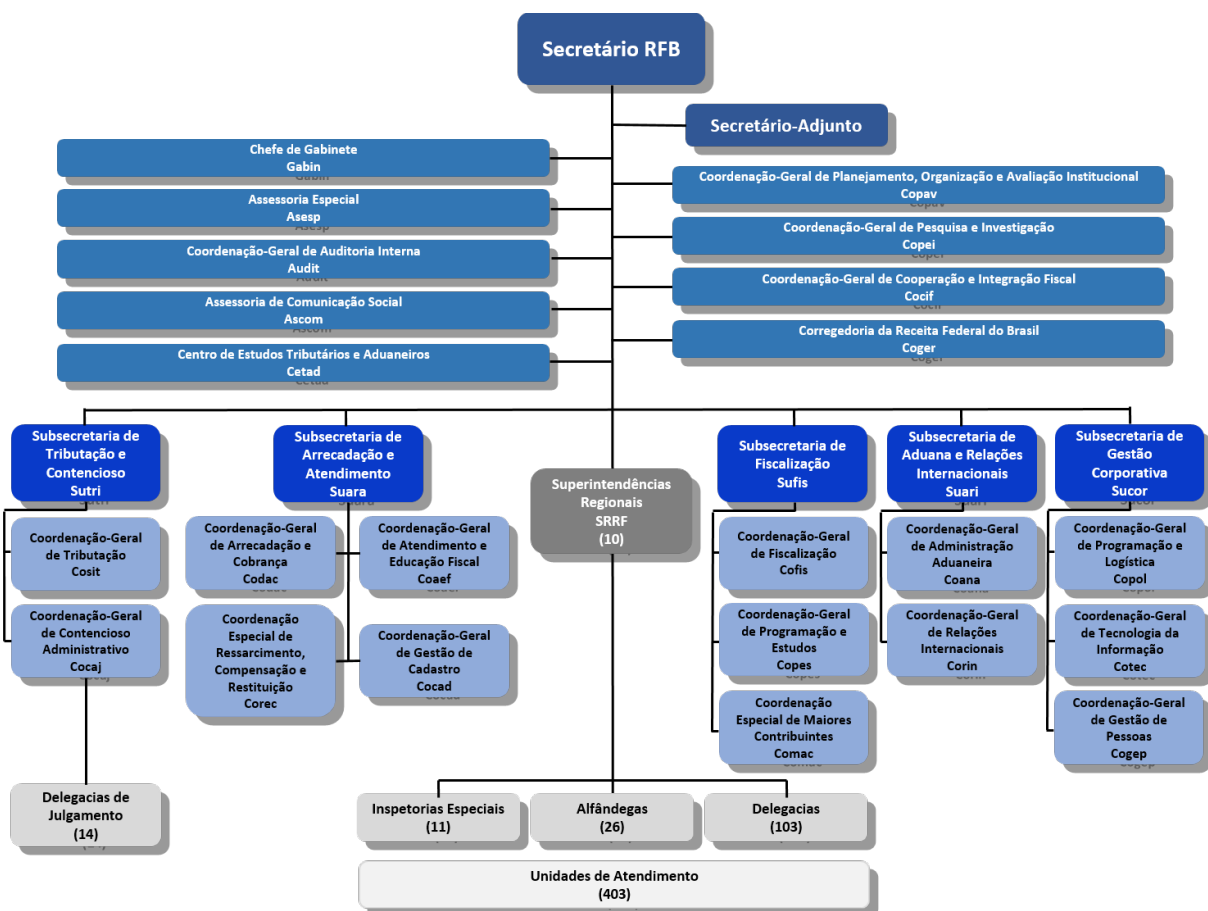 Secretário RFB
Secretário-Adjunto
Chefe de Gabinete
Gabin
Assessoria Especial
Asesp
Coordenação-Geral de Auditoria Interna
Audit
Assessoria de Comunicação Social
Ascom
Centro de Estudos Tributários e Aduaneiros
Cetad
Coordenação-Geral de Planejamento, Organização e Avaliação Institucional
Copav
Coordenação-Geral de Pesquisa e Investigação
Copei
Coordenação-Geral de Cooperação e Integração Fiscal
Cocif
Corregedoria da Receita Federal do Brasil
Coger
Subsecretaria de
Tributação e
Contencioso
Sutri
Coordenação-Geral
de Tributação
Cosit
Coordenação-Geral
de Contencioso
Administrativo
Cocaj
Delegacias de
Julgamento
(14)
Subsecretaria de
Arrecadação e
Atendimento
Suara
Coordenação-Geral
de Arrecadação e
Cobrança
Codac
Coordenação-Geral
de Atendimento e
Educação Fiscal
Coaef
Coordenação
Especial de
Ressarcimento,
Compensação e
Restituição
Corec
Coordenação-Geral
de Gestão de
Cadastro
Cocad
Superintendências
Regionais
SRRF
(10)
Subsecretaria de
Fiscalização
Sufis
Coordenação-Geral
de Fiscalização
Cofis
Coordenação-Geral
de Programação e
Estudos
Copes
Coordenação
Especial de Maiores
Contribuintes
Comac
Subsecretaria de
Aduana e Relações
Internacionais
Suari
Coordenação-Geral
de Administração
Aduaneira
Coana
Coordenação-Geral
de Relações
Internacionais
Corin
Subsecretaria de
Gestão
Corporativa
Sucor
Coordenação-Geral
de Programação e
Logística
Copol
Coordenação-Geral
de Tecnologia da
Informação
Cotec
Coordenação-Geral
de Gestão de
Pessoas
Cogep
Inspetorias Especiais
(11)
Alfândegas
(26)
Delegacias
(103)
Unidades de Atendimento
(403)